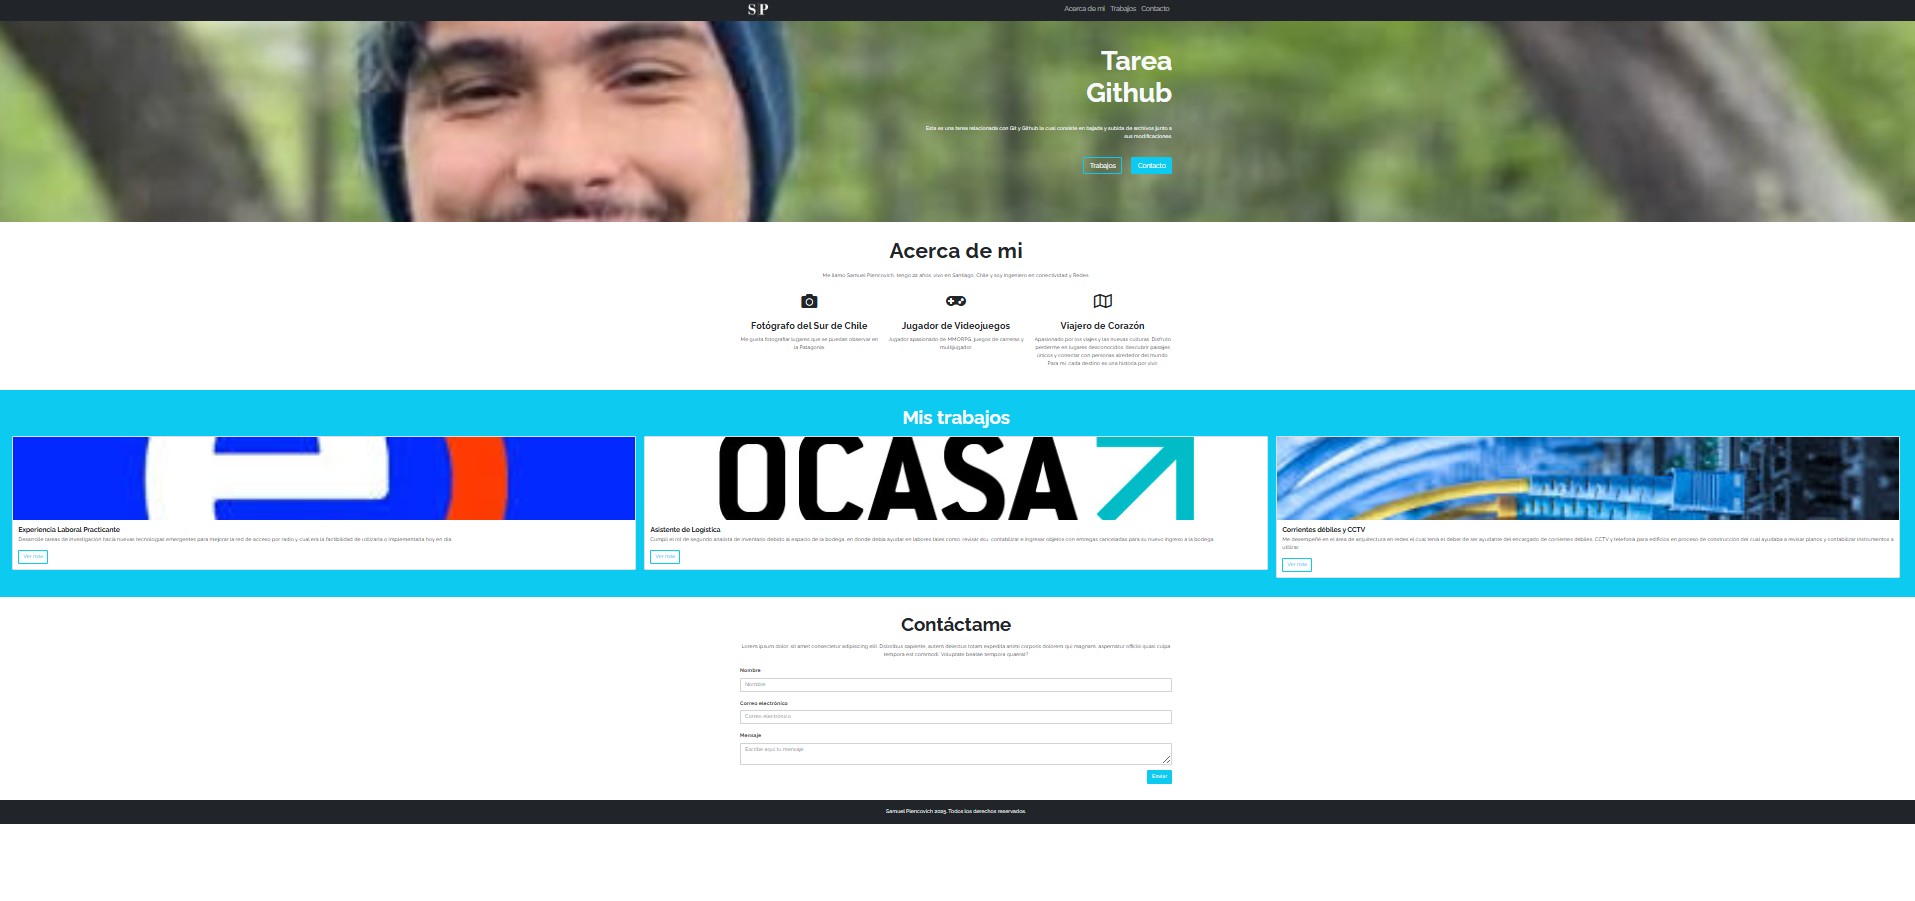 SP
Acerca de mi Trabajos Contacto
Tarea
Github
Esta es una tarea relacionada con Git y Github la cual consiste en bajada y subida de archivos junto a
sus modificaciones.
Trabajos Contacto
Acerca de mi
Me llamo Samuel Plencovich, tengo 22 años, vivo en Santiago, Chile y soy Ingeniero en conectividad y Redes.
Fotógrafo del Sur de Chile
Me gusta fotografiar lugares que se puedan observar en
la Patagonia
Jugador de Videojuegos
Jugador apasionado de MMORPG, juegos de carreras y
multijugador
Viajero de Corazón
Apasionado por los viajes y las nuevas culturas. Disfruto
perderme en lugares desconocidos, descubrir paisajes
únicos y conectar con personas alrededor del mundo.
Para mí, cada destino es una historia por vivir.
Mis trabajos
Experiencia Laboral Practicante
Desarrollé tareas de investigación hacia nuevas tecnologías emergentes para mejorar la red de acceso por radio y cual era la factibilidad de utilizarla o implementarla hoy en día.
Ver más
OCASA
Asistente de Logística
Cumplí el rol de segundo analista de inventario debido al espacio de la bodega, en donde debía ayudar en labores tales como: revisar sku, contabilizar e ingresar objetos con entregas canceladas para su nuevo ingreso a la bodega.
Ver más
Corrientes débiles y CCTV
Me desempeñé en el área de arquitectura en redes el cual tenía el deber de ser ayudante del encargado de corrientes débiles, CCTV y telefonía para edificios en proceso de construcción del cual ayudaba a revisar planos y contabilizar instrumentos a
utilizar.
Ver más
Contáctame
Lorem ipsum dolor, sit amet consectetur adipiscing elit. Doloribus sapiente, autem delectus totam expedita animi corporis dolorem qui magnam, aspernatur officiis quasi culpa
tempora est commodi. Voluptate beatae tempora quaerat?
Nombre
Nombre
Correo electrónico
Correo electrónico
Mensaje
Escribe aquí tu mensaje
Enviar
Samuel Plencovich 2025. Todos los derechos reservados.